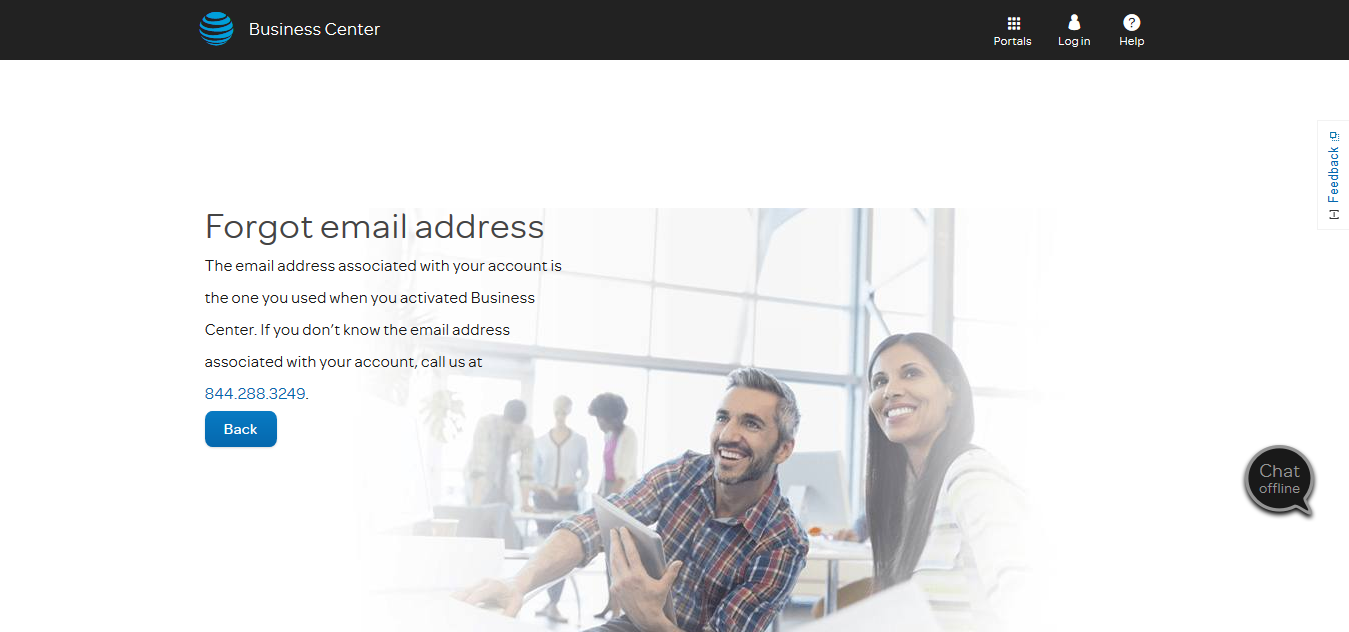 Business Center
Portals
Log in
?
Help
[-] Feedback
Forgot email address
The email address associated with your account is
the one you used when you activated Business
Center. If you don’t know the email address
associated with your account, call us at
844.288.3249.
Back
Chat
offline